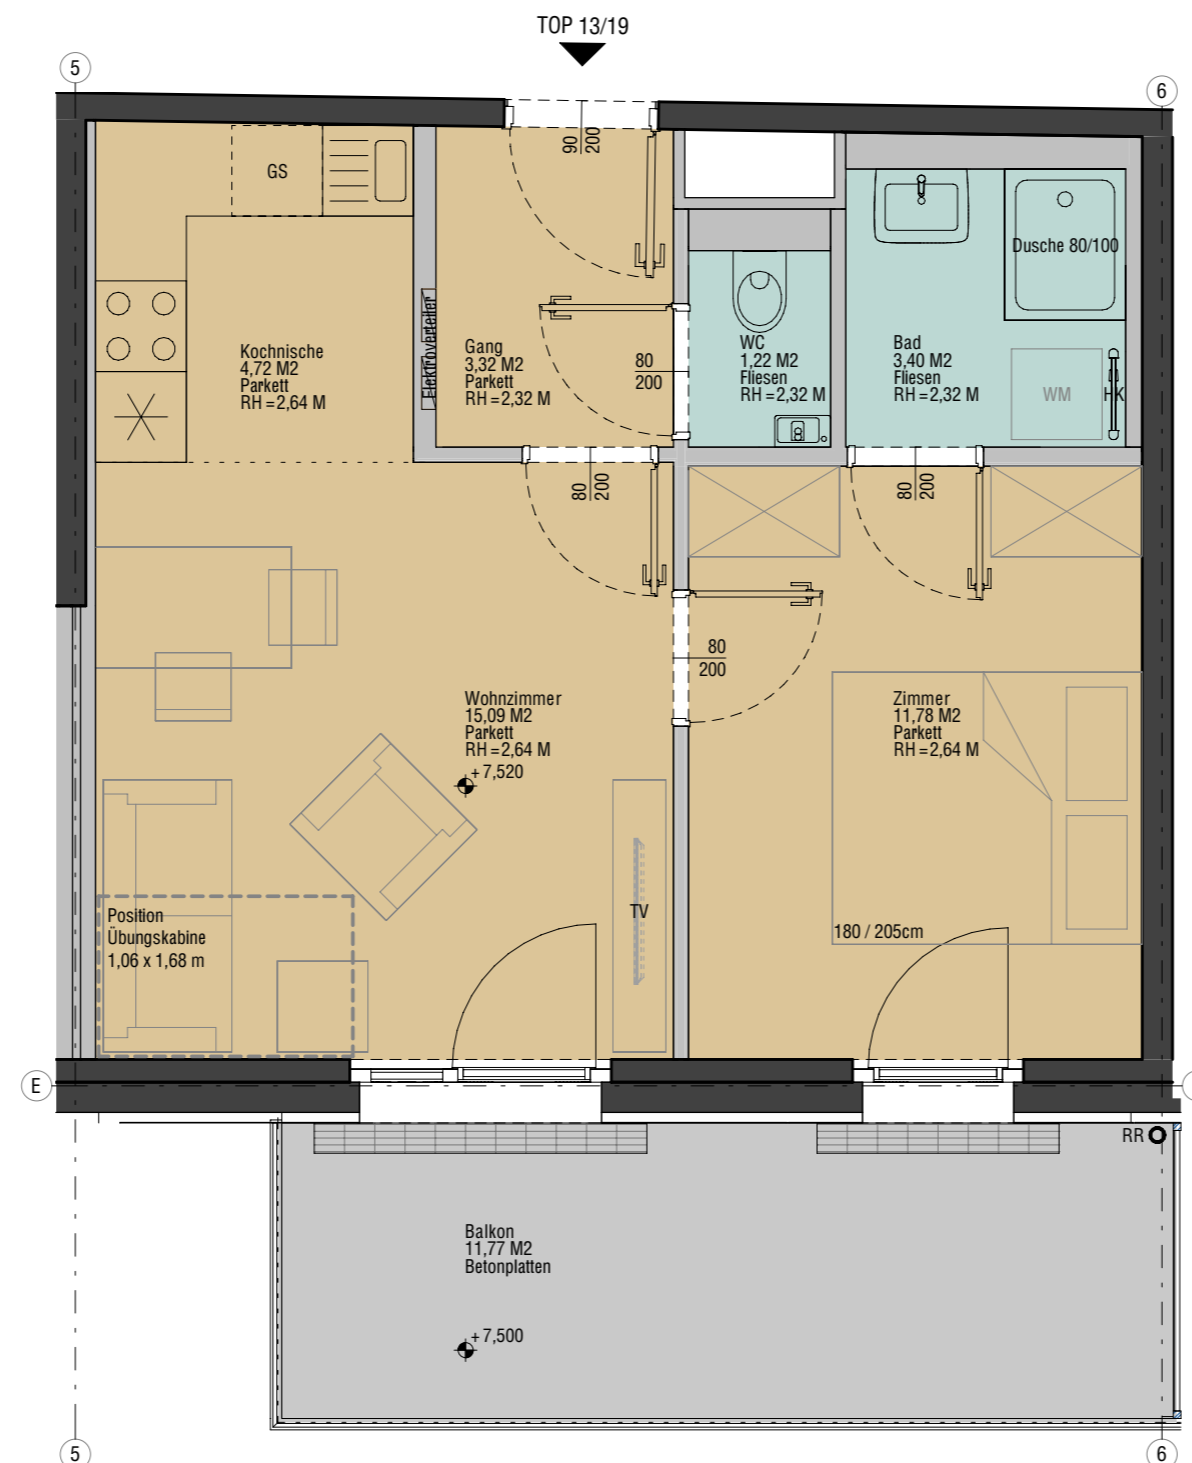 TOP 13/19
5
6
90
200
GS
Dusche 80/100
Elektroverteiler
Kochnische
4,72 M2
Parkett
RH =2,64 M
Gang
3,32 M2
Parkett
RH =2,32 M
80
200
WC
1,22 M2
Fliesen
RH =2,32 M
Bad
3,40 M2
Fliesen
RH =2,32 M
WM
HK
80
200
80
200
80
200
Wohnzimmer
15,09 M2
Parkett
RH =2,64 M
+7,520
Zimmer
11,78 M2
Parkett
RH =2,64 M
Position
Übungskabine
1,06 x 1,68 m
TV
180 / 205cm
E
RR
Balkon
11,77 M2
Betonplatten
+7,500
5
6